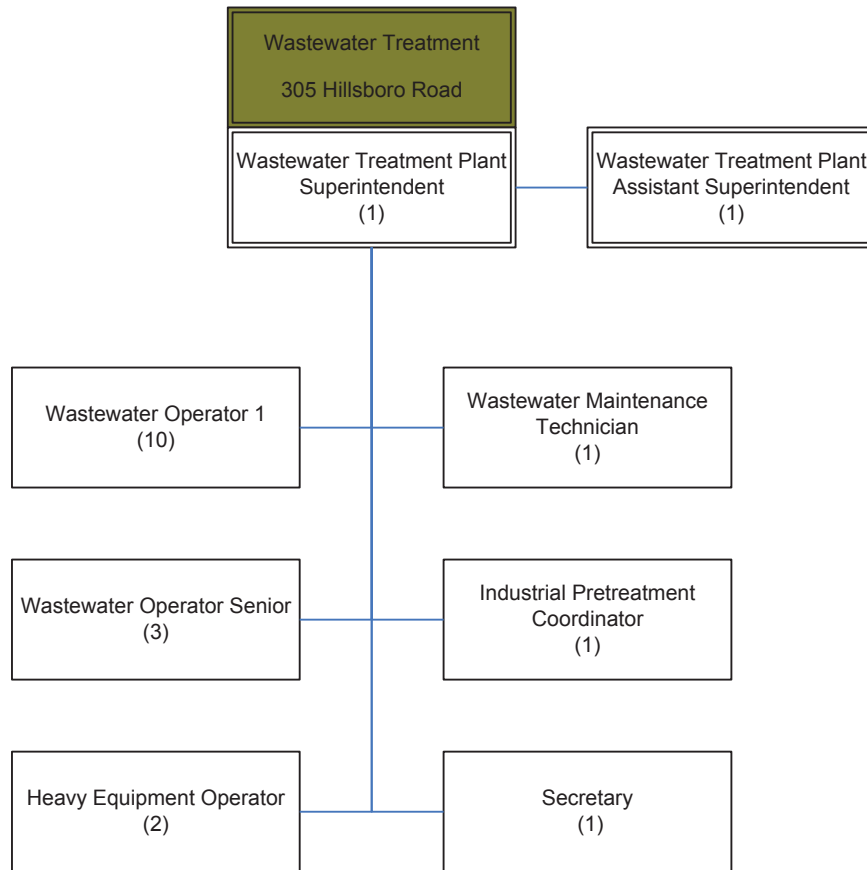 Wastewater Treatment
305 Hillsboro Road
Wastewater Treatment Plant
Superintendent
(1)
Wastewater Treatment Plant
Assistant Superintendent
(1)
Wastewater Operator 1
(10)
Wastewater Maintenance
Technician
(1)
Wastewater Operator Senior
(3)
Industrial Pretreatment
Coordinator
(1)
Heavy Equipment Operator
(2)
Secretary
(1)